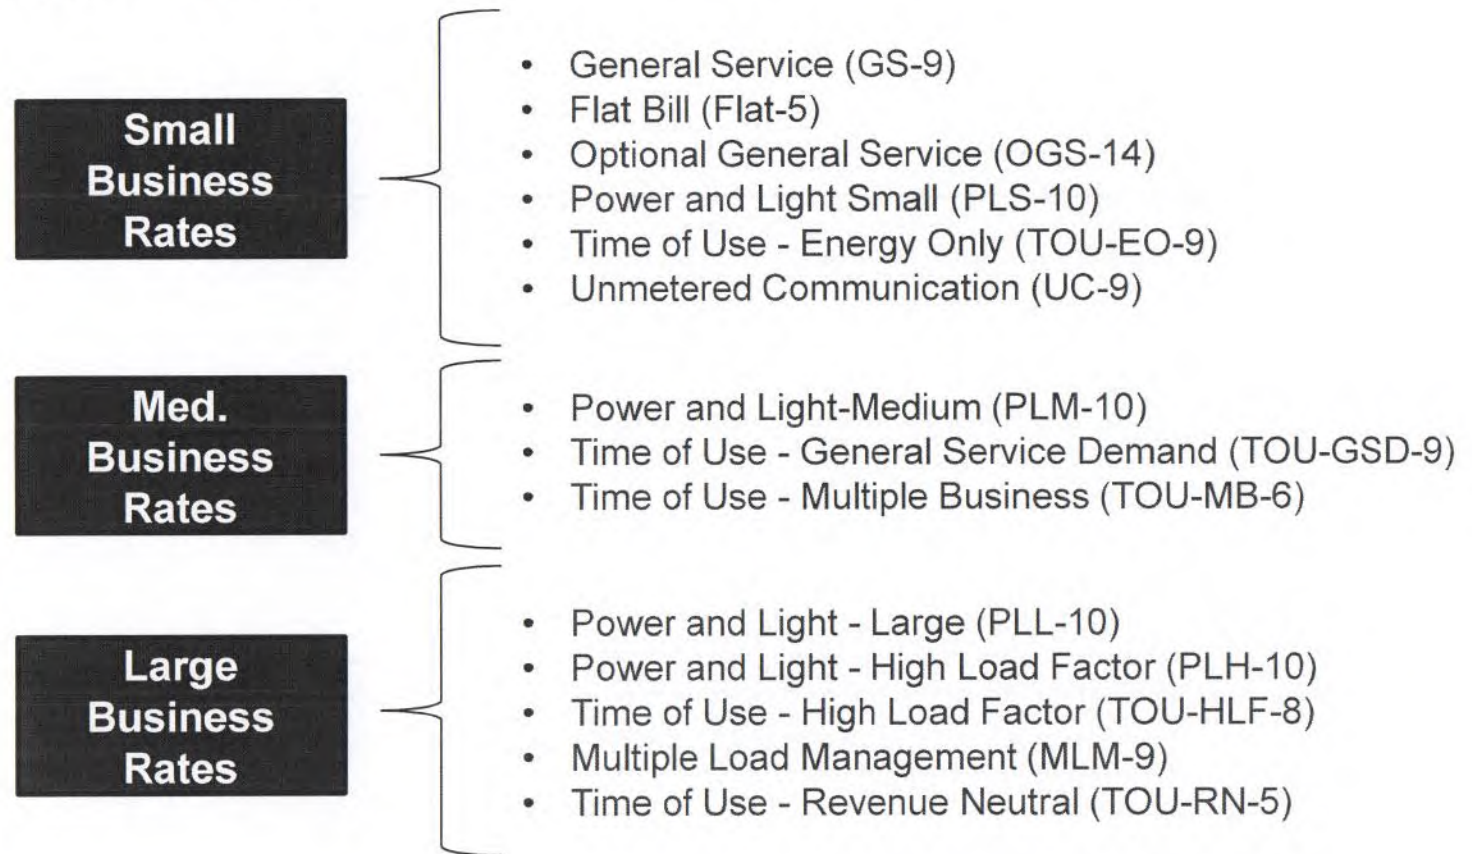 Small
Business
Rates
• General Service (GS-9)
• Flat Bill (Flat-5)
• Optional General Service (OGS-14)
• Power and Light Small (PLS-10)
• Time of Use - Energy Only (TOU-EO-9)
• Unmetered Communication (UC-9)
Med.
Business
Rates
• Power and Light-Medium (PLM-10)
• Time of Use - General Service Demand (TOU-GSD-9)
• Time of Use - Multiple Business (TOU-MB-6)
Large
Business
Rates
• Power and Light - Large (PLL-10)
• Power and Light - High Load Factor (PLH-10)
• Time of Use - High Load Factor (TOU-HLF-8)
• Multiple Load Management (MLM-9)
• Time of Use - Revenue Neutral (TOU-RN-5)